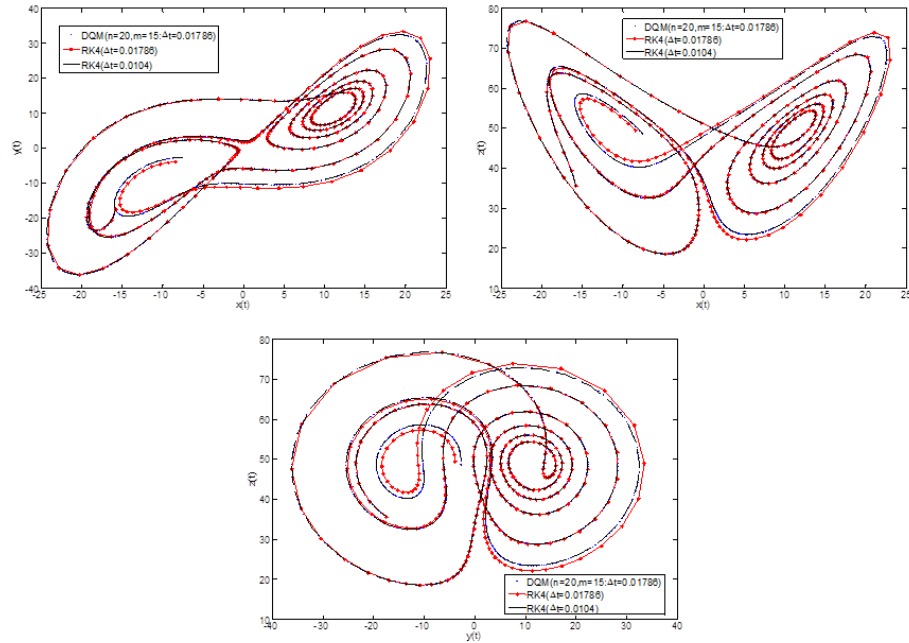 40
30
20
10
0
-10
-20
-30
-40
y(t)
DQM(n=20,m=15:Δt=0.01786)
RK4(Δt=0.01786)
RK4(Δt=0.0104)
-25 -20 -15 -10 -5 0 5 10 15 20 25
x(t)
80
70
60
50
40
30
20
10
z(t)
DQM(n=20,m=15:Δt=0.01786)
RK4(Δt=0.01786)
RK4(Δt=0.0104)
-25 -20 -15 -10 -5 0 5 10 15 20 25
x(t)
80
70
60
50
40
30
20
10
z(t)
DQM(n=20,m=15:Δt=0.01786)
RK4(Δt=0.01786)
RK4(Δt=0.0104)
-40 -30 -20 -10 0 10 20 30 40
y(t)